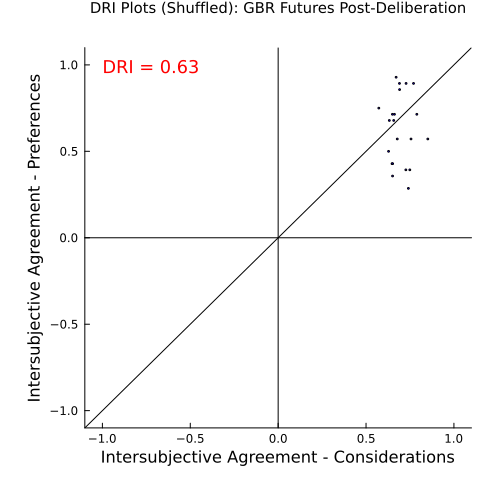 DRI Plots (Shuffled): GBR Futures Post-Deliberation
DRI = 0.63
Intersubjective Agreement - Preferences
1.0
0.5
0.0
−0.5
−1.0
−1.0 −0.5 0.0 0.5 1.0
Intersubjective Agreement - Considerations